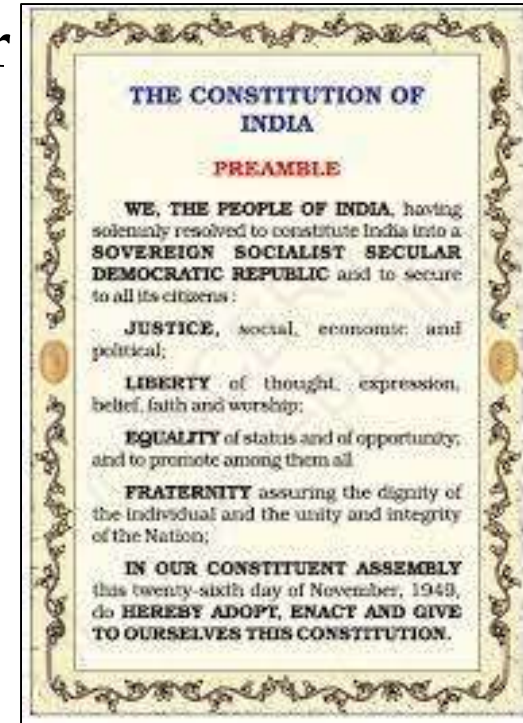 r
THE CONSTITUTION OF
INDIA
PREAMBLE
WE, THE PEOPLE OF INDIA, having
solemnly resolved to constitute India into a
SOVEREIGN SOCIALIST SECULAR
DEMOCRATIC REPUBLIC and to secure
to all its citizens :
JUSTICE, social, economic and
political;
LIBERTY of thought, expression,
belief, faith and worship;
EQUALITY of status and of opportunity;
and to promote among them all
FRATERNITY assuring the dignity of
the individual and the unity and integrity
of the Nation;
IN OUR CONSTITUENT ASSEMBLY
this twenty-sixth day of November, 1949,
do HEREBY ADOPT, ENACT AND GIVE
TO OURSELVES THIS CONSTITUTION.